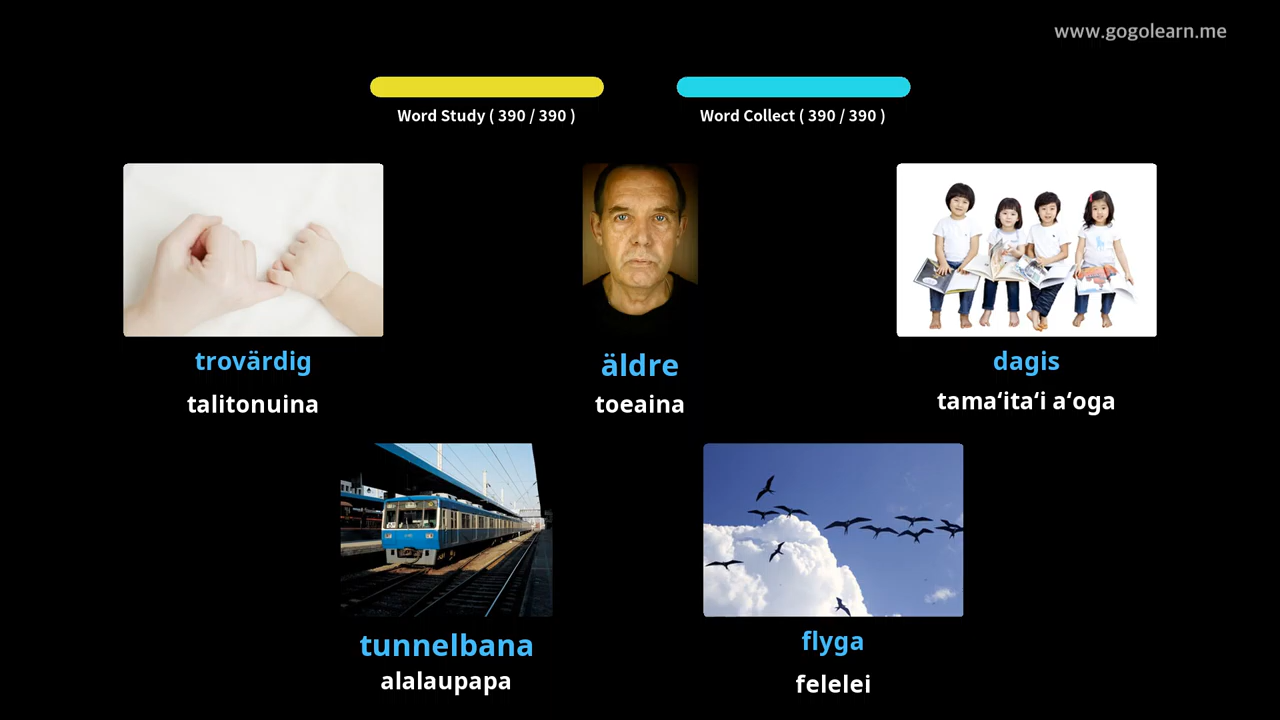 www.gogolearn.me
Word Study ( 390 / 390 )
Word Collect ( 390 / 390 )
trovärdig
talitonuina
äldre
toeaina
dagis
tamaʻitaʻi aʻoga
tunnelbana
alalaupapa
flyga
felelei